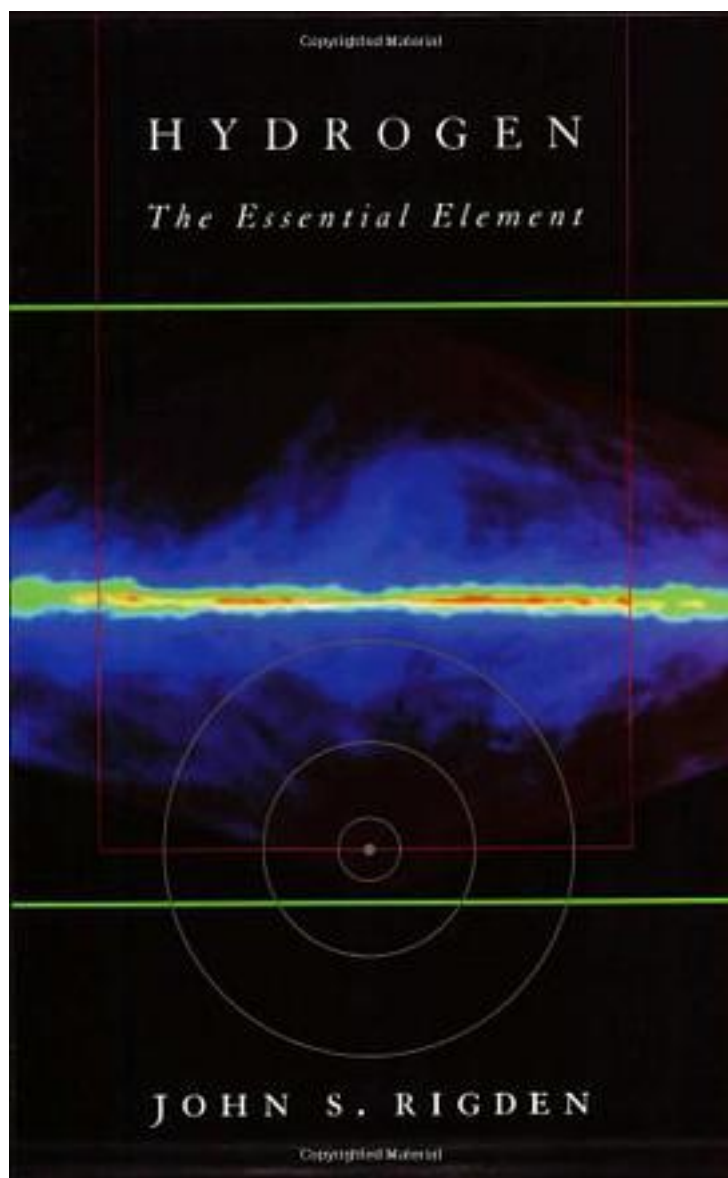 Copyrighted Material
HYDROGEN
The Essential Element
JOHN S. RIGDEN
Copyrighted Material